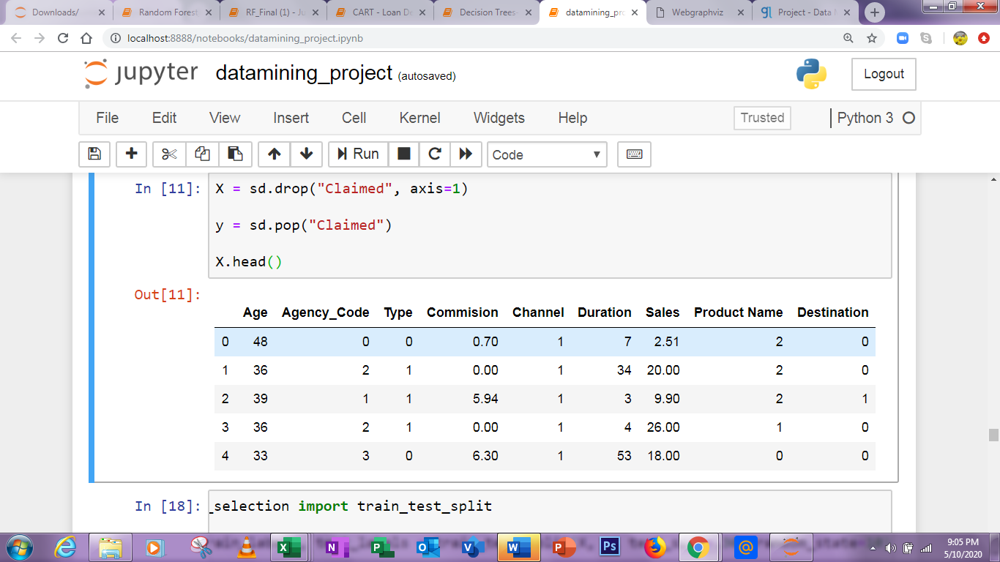 Downloads/
Random Forest
RF_Final (1) - Ju
CART - Loan De
Decision Trees-
datamining_pro
Webgraphviz
gl Project - Data M
localhost:8888/notebooks/datamining_project.ipynb
jupyter datamining_project (autosaved)
Logout
File Edit View Insert Cell Kernel Widgets Help Trusted Python 3
Run Code
In [11]: X = sd.drop("Claimed", axis=1)
y = sd.pop("Claimed")
X.head()
Out[11]:
Age Agency_Code Type Commision Channel Duration Sales Product Name Destination
0 48 0 0 0.70 1 7 2.51 2 0
1 36 2 1 0.00 1 34 20.00 2 0
2 39 1 1 5.94 1 3 9.90 2 1
3 36 2 1 0.00 1 4 26.00 1 0
4 33 3 0 6.30 1 53 18.00 0 0
In [18]: _selection import train_test_split
9:05 PM
5/10/2020